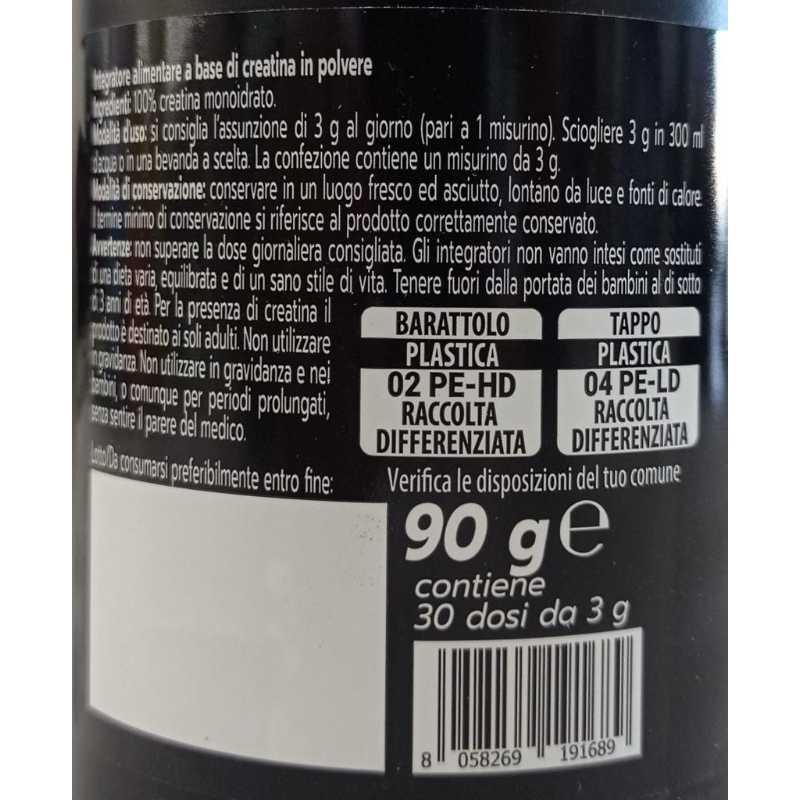 Integratore alimentare a base di creatina in polvere
Ingredienti: 100% creatina monoidrato.
Modalità d'uso: si consiglia l'assunzione di 3 g al giorno (pari a 1 misurino). Sciogliere 3 g in 300 ml
d'acqua o in una bevanda a scelta. La confezione contiene un misurino da 3 g.
Modalità di conservazione: conservare in un luogo fresco ed asciutto, lontano da luce e fonti di calore.
Il termine minimo di conservazione si riferisce al prodotto correttamente conservato.
Avvertenze: non superare la dose giornaliera consigliata. Gli integratori non vanno intesi come sostituti
di una dieta varia, equilibrata e di un sano stile di vita. Tenere fuori dalla portata dei bambini al di sotto
di 3 anni di età. Per la presenza di creatina il
prodotto è destinato ai soli adulti. Non utilizzare
in gravidanza. Non utilizzare in gravidanza e nei
bambini, o comunque per periodi prolungati,
senza sentire il parere del medico.
BARATTOLO
PLASTICA
02 PE-HD
RACCOLTA
DIFFERENZIATA
TAPPO
PLASTICA
04 PE-LD
RACCOLTA
DIFFERENZIATA
Lotto/Da consumarsi preferibilmente entro fine:
Verifica le disposizioni del tuo comune
90 g ℮
contiene
30 dosi da 3 g
8 058269 191689